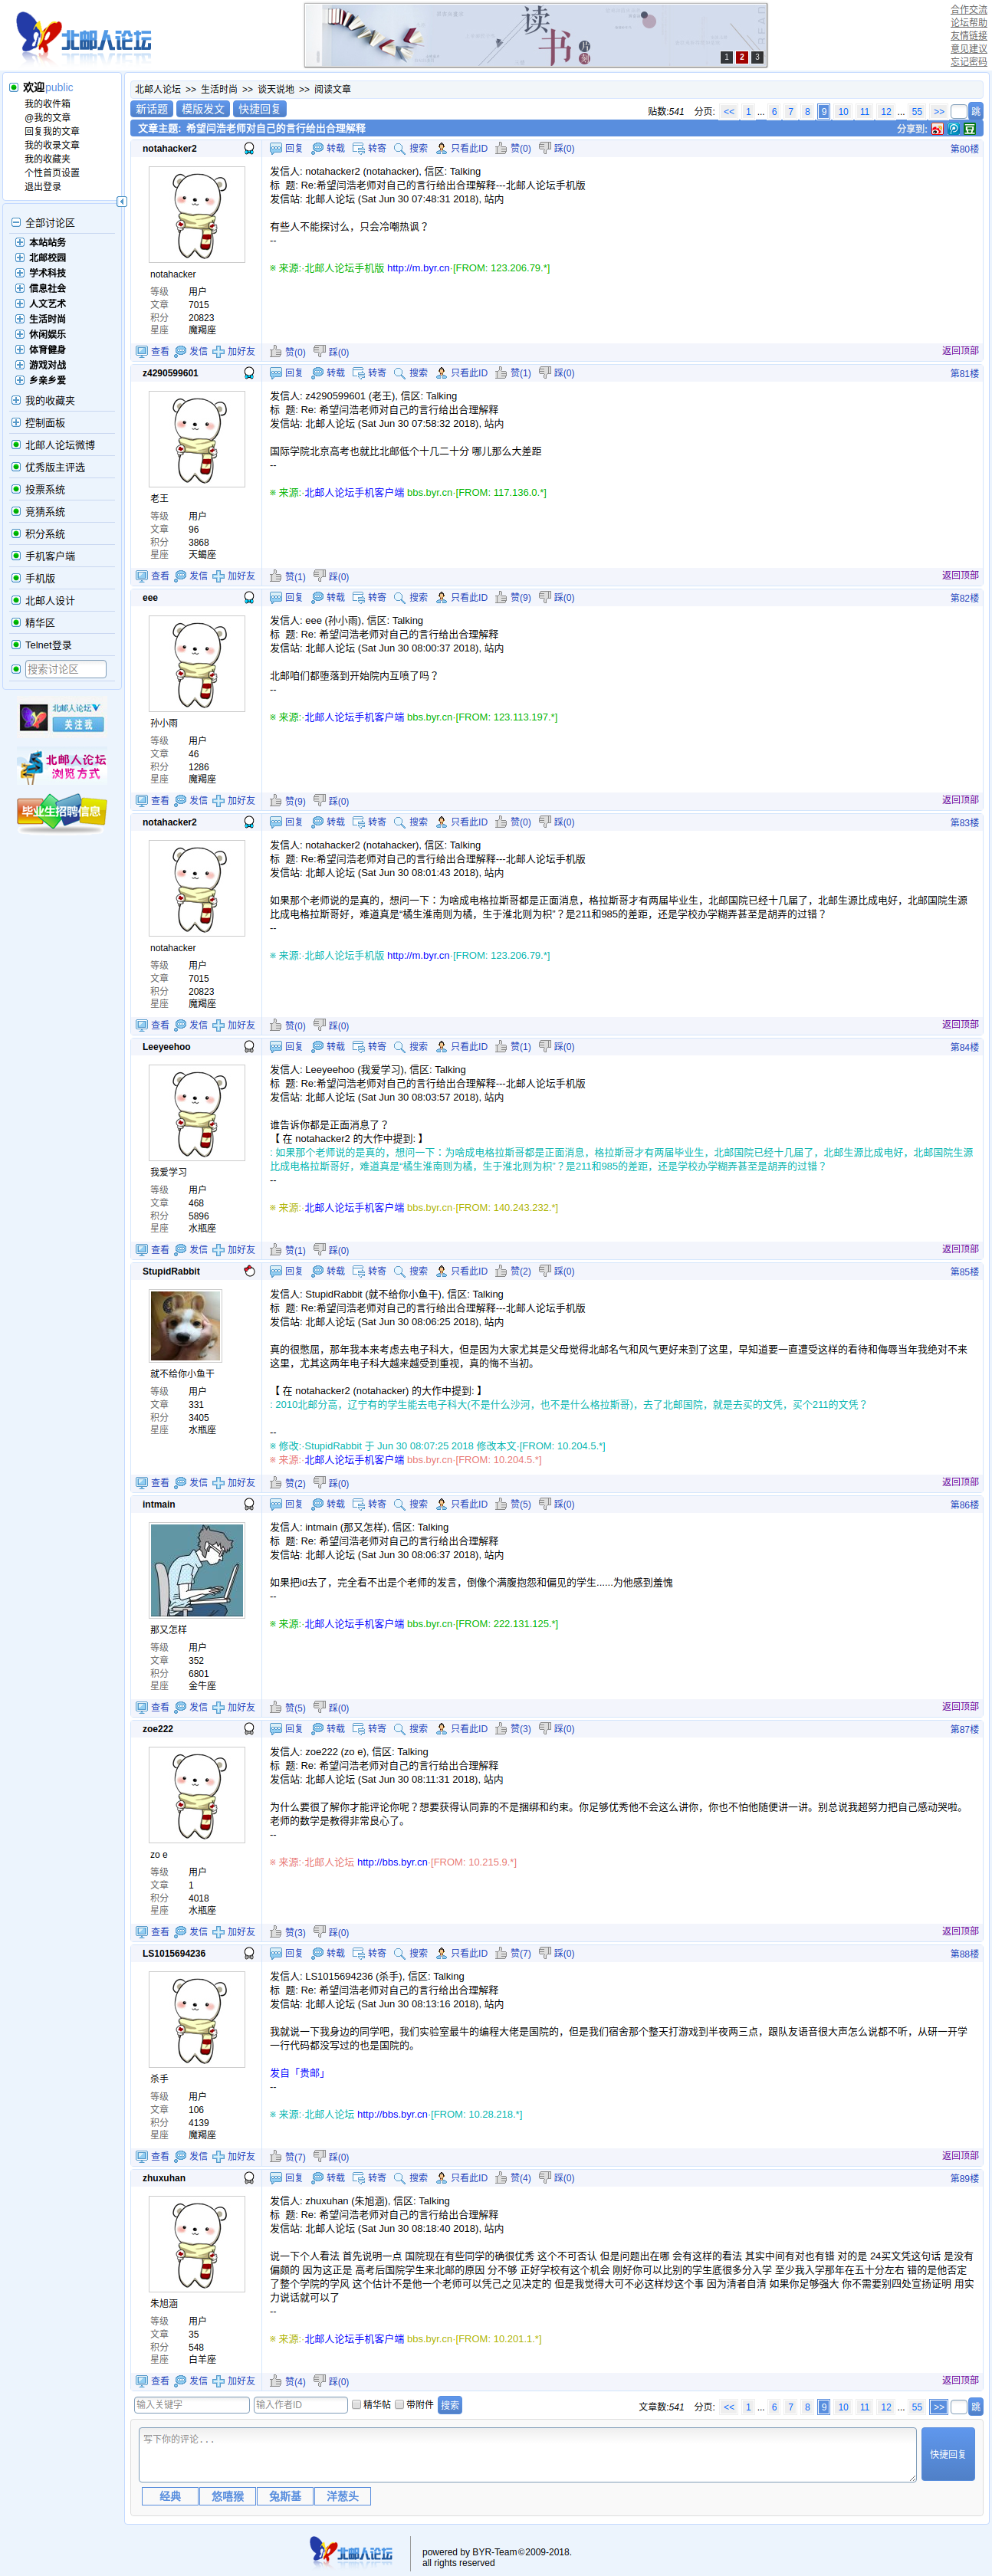 北邮人论坛
读书
片刻
1 2 3
合作交流
论坛帮助
友情链接
意见建议
忘记密码
欢迎public
我的收件箱
@我的文章
回复我的文章
我的收录文章
我的收藏夹
个性首页设置
退出登录
全部讨论区
本站站务
北邮校园
学术科技
信息社会
人文艺术
生活时尚
休闲娱乐
体育健身
游戏对战
乡亲乡爱
我的收藏夹
控制面板
北邮人论坛微博
优秀版主评选
投票系统
竞猜系统
积分系统
手机客户端
手机版
北邮人设计
精华区
Telnet登录
搜索讨论区
北邮人论坛
关注我
北邮人论坛
浏览方式
毕业生招聘信息
北邮人论坛 >> 生活时尚 >> 谈天说地 >> 阅读文章
新话题 模版发文 快捷回复
贴数:541 分页: << 1 ... 6 7 8 9 10 11 12 ... 55 >> 跳
文章主题: 希望闫浩老师对自己的言行给出合理解释 分享到:
notahacker2 回复 转载 转寄 搜索 只看此ID 赞(0) 踩(0) 第80楼
发信人: notahacker2 (notahacker), 信区: Talking
标 题: Re:希望闫浩老师对自己的言行给出合理解释---北邮人论坛手机版
发信站: 北邮人论坛 (Sat Jun 30 07:48:31 2018), 站内
有些人不能探讨么，只会冷嘲热讽？
--
※ 来源:·北邮人论坛手机版 http://m.byr.cn·[FROM: 123.206.79.*]
notahacker
等级 用户
文章 7015
积分 20823
星座 魔羯座
查看 发信 加好友 赞(0) 踩(0) 返回顶部
z4290599601 回复 转载 转寄 搜索 只看此ID 赞(1) 踩(0) 第81楼
发信人: z4290599601 (老王), 信区: Talking
标 题: Re: 希望闫浩老师对自己的言行给出合理解释
发信站: 北邮人论坛 (Sat Jun 30 07:58:32 2018), 站内
国际学院北京高考也就比北邮低个十几二十分 哪儿那么大差距
--
※ 来源:·北邮人论坛手机客户端 bbs.byr.cn·[FROM: 117.136.0.*]
老王
等级 用户
文章 96
积分 3868
星座 天蝎座
查看 发信 加好友 赞(1) 踩(0) 返回顶部
eee 回复 转载 转寄 搜索 只看此ID 赞(9) 踩(0) 第82楼
发信人: eee (孙小雨), 信区: Talking
标 题: Re: 希望闫浩老师对自己的言行给出合理解释
发信站: 北邮人论坛 (Sat Jun 30 08:00:37 2018), 站内
北邮咱们都堕落到开始院内互喷了吗？
--
※ 来源:·北邮人论坛手机客户端 bbs.byr.cn·[FROM: 123.113.197.*]
孙小雨
等级 用户
文章 46
积分 1286
星座 魔羯座
查看 发信 加好友 赞(9) 踩(0) 返回顶部
notahacker2 回复 转载 转寄 搜索 只看此ID 赞(0) 踩(0) 第83楼
发信人: notahacker2 (notahacker), 信区: Talking
标 题: Re:希望闫浩老师对自己的言行给出合理解释---北邮人论坛手机版
发信站: 北邮人论坛 (Sat Jun 30 08:01:43 2018), 站内
如果那个老师说的是真的，想问一下：为啥成电格拉斯哥都是正面消息，格拉斯哥才有两届毕业生，北邮国院已经十几届了，北邮生源比成电好，北邮国院生源
比成电格拉斯哥好，难道真是“橘生淮南则为橘，生于淮北则为枳”？是211和985的差距，还是学校办学糊弄甚至是胡弄的过错？
--
※ 来源:·北邮人论坛手机版 http://m.byr.cn·[FROM: 123.206.79.*]
notahacker
等级 用户
文章 7015
积分 20823
星座 魔羯座
查看 发信 加好友 赞(0) 踩(0) 返回顶部
Leeyeehoo 回复 转载 转寄 搜索 只看此ID 赞(1) 踩(0) 第84楼
发信人: Leeyeehoo (我爱学习), 信区: Talking
标 题: Re:希望闫浩老师对自己的言行给出合理解释---北邮人论坛手机版
发信站: 北邮人论坛 (Sat Jun 30 08:03:57 2018), 站内
谁告诉你都是正面消息了？
【 在 notahacker2 的大作中提到: 】
: 如果那个老师说的是真的，想问一下：为啥成电格拉斯哥都是正面消息，格拉斯哥才有两届毕业生，北邮国院已经十几届了，北邮生源比成电好，北邮国院生源
比成电格拉斯哥好，难道真是“橘生淮南则为橘，生于淮北则为枳”？是211和985的差距，还是学校办学糊弄甚至是胡弄的过错？
--
※ 来源:·北邮人论坛手机客户端 bbs.byr.cn·[FROM: 140.243.232.*]
我爱学习
等级 用户
文章 468
积分 5896
星座 水瓶座
查看 发信 加好友 赞(1) 踩(0) 返回顶部
StupidRabbit 回复 转载 转寄 搜索 只看此ID 赞(2) 踩(0) 第85楼
发信人: StupidRabbit (就不给你小鱼干), 信区: Talking
标 题: Re:希望闫浩老师对自己的言行给出合理解释---北邮人论坛手机版
发信站: 北邮人论坛 (Sat Jun 30 08:06:25 2018), 站内
真的很憋屈，那年我本来考虑去电子科大，但是因为大家尤其是父母觉得北邮名气和风气更好来到了这里，早知道要一直遭受这样的看待和侮辱当年我绝对不来
这里，尤其这两年电子科大越来越受到重视，真的悔不当初。
【 在 notahacker2 (notahacker) 的大作中提到: 】
: 2010北邮分高，辽宁有的学生能去电子科大(不是什么沙河，也不是什么格拉斯哥)，去了北邮国院，就是去买的文凭，买个211的文凭？
--
※ 修改:·StupidRabbit 于 Jun 30 08:07:25 2018 修改本文·[FROM: 10.204.5.*]
※ 来源:·北邮人论坛手机客户端 bbs.byr.cn·[FROM: 10.204.5.*]
就不给你小鱼干
等级 用户
文章 331
积分 3405
星座 水瓶座
查看 发信 加好友 赞(2) 踩(0) 返回顶部
intmain 回复 转载 转寄 搜索 只看此ID 赞(5) 踩(0) 第86楼
发信人: intmain (那又怎样), 信区: Talking
标 题: Re: 希望闫浩老师对自己的言行给出合理解释
发信站: 北邮人论坛 (Sat Jun 30 08:06:37 2018), 站内
如果把id去了，完全看不出是个老师的发言，倒像个满腹抱怨和偏见的学生......为他感到羞愧
--
※ 来源:·北邮人论坛手机客户端 bbs.byr.cn·[FROM: 222.131.125.*]
那又怎样
等级 用户
文章 352
积分 6801
星座 金牛座
查看 发信 加好友 赞(5) 踩(0) 返回顶部
zoe222 回复 转载 转寄 搜索 只看此ID 赞(3) 踩(0) 第87楼
发信人: zoe222 (zo e), 信区: Talking
标 题: Re: 希望闫浩老师对自己的言行给出合理解释
发信站: 北邮人论坛 (Sat Jun 30 08:11:31 2018), 站内
为什么要很了解你才能评论你呢？想要获得认同靠的不是捆绑和约束。你足够优秀他不会这么讲你，你也不怕他随便讲一讲。别总说我超努力把自己感动哭啦。
老师的数学是教得非常良心了。
--
※ 来源:·北邮人论坛 http://bbs.byr.cn·[FROM: 10.215.9.*]
zo e
等级 用户
文章 1
积分 4018
星座 水瓶座
查看 发信 加好友 赞(3) 踩(0) 返回顶部
LS1015694236 回复 转载 转寄 搜索 只看此ID 赞(7) 踩(0) 第88楼
发信人: LS1015694236 (杀手), 信区: Talking
标 题: Re: 希望闫浩老师对自己的言行给出合理解释
发信站: 北邮人论坛 (Sat Jun 30 08:13:16 2018), 站内
我就说一下我身边的同学吧，我们实验室最牛的编程大佬是国院的，但是我们宿舍那个整天打游戏到半夜两三点，跟队友语音很大声怎么说都不听，从研一开学
一行代码都没写过的也是国院的。
发自「贵邮」
--
※ 来源:·北邮人论坛 http://bbs.byr.cn·[FROM: 10.28.218.*]
杀手
等级 用户
文章 106
积分 4139
星座 魔羯座
查看 发信 加好友 赞(7) 踩(0) 返回顶部
zhuxuhan 回复 转载 转寄 搜索 只看此ID 赞(4) 踩(0) 第89楼
发信人: zhuxuhan (朱旭涵), 信区: Talking
标 题: Re: 希望闫浩老师对自己的言行给出合理解释
发信站: 北邮人论坛 (Sat Jun 30 08:18:40 2018), 站内
说一下个人看法 首先说明一点 国院现在有些同学的确很优秀 这个不可否认 但是问题出在哪 会有这样的看法 其实中间有对也有错 对的是 24买文凭这句话 是没有
偏颇的 因为这正是 高考后国院学生来北邮的原因 分不够 正好学校有这个机会 刚好你可以比别的学生底很多分入学 至少我入学那年在五十分左右 错的是他否定
了整个学院的学风 这个估计不是他一个老师可以凭己之见决定的 但是我觉得大可不必这样炒这个事 因为清者自清 如果你足够强大 你不需要别四处宣扬证明 用实
力说话就可以了
--
※ 来源:·北邮人论坛手机客户端 bbs.byr.cn·[FROM: 10.201.1.*]
朱旭涵
等级 用户
文章 35
积分 548
星座 白羊座
查看 发信 加好友 赞(4) 踩(0) 返回顶部
输入关键字 输入作者ID 精华帖 带附件 搜索
文章数:541 分页: << 1 ... 6 7 8 9 10 11 12 ... 55 >> 跳
写下你的评论...
快捷回复
经典 悠嘻猴 兔斯基 洋葱头
北邮人论坛
powered by BYR-Team©2009-2018.
all rights reserved